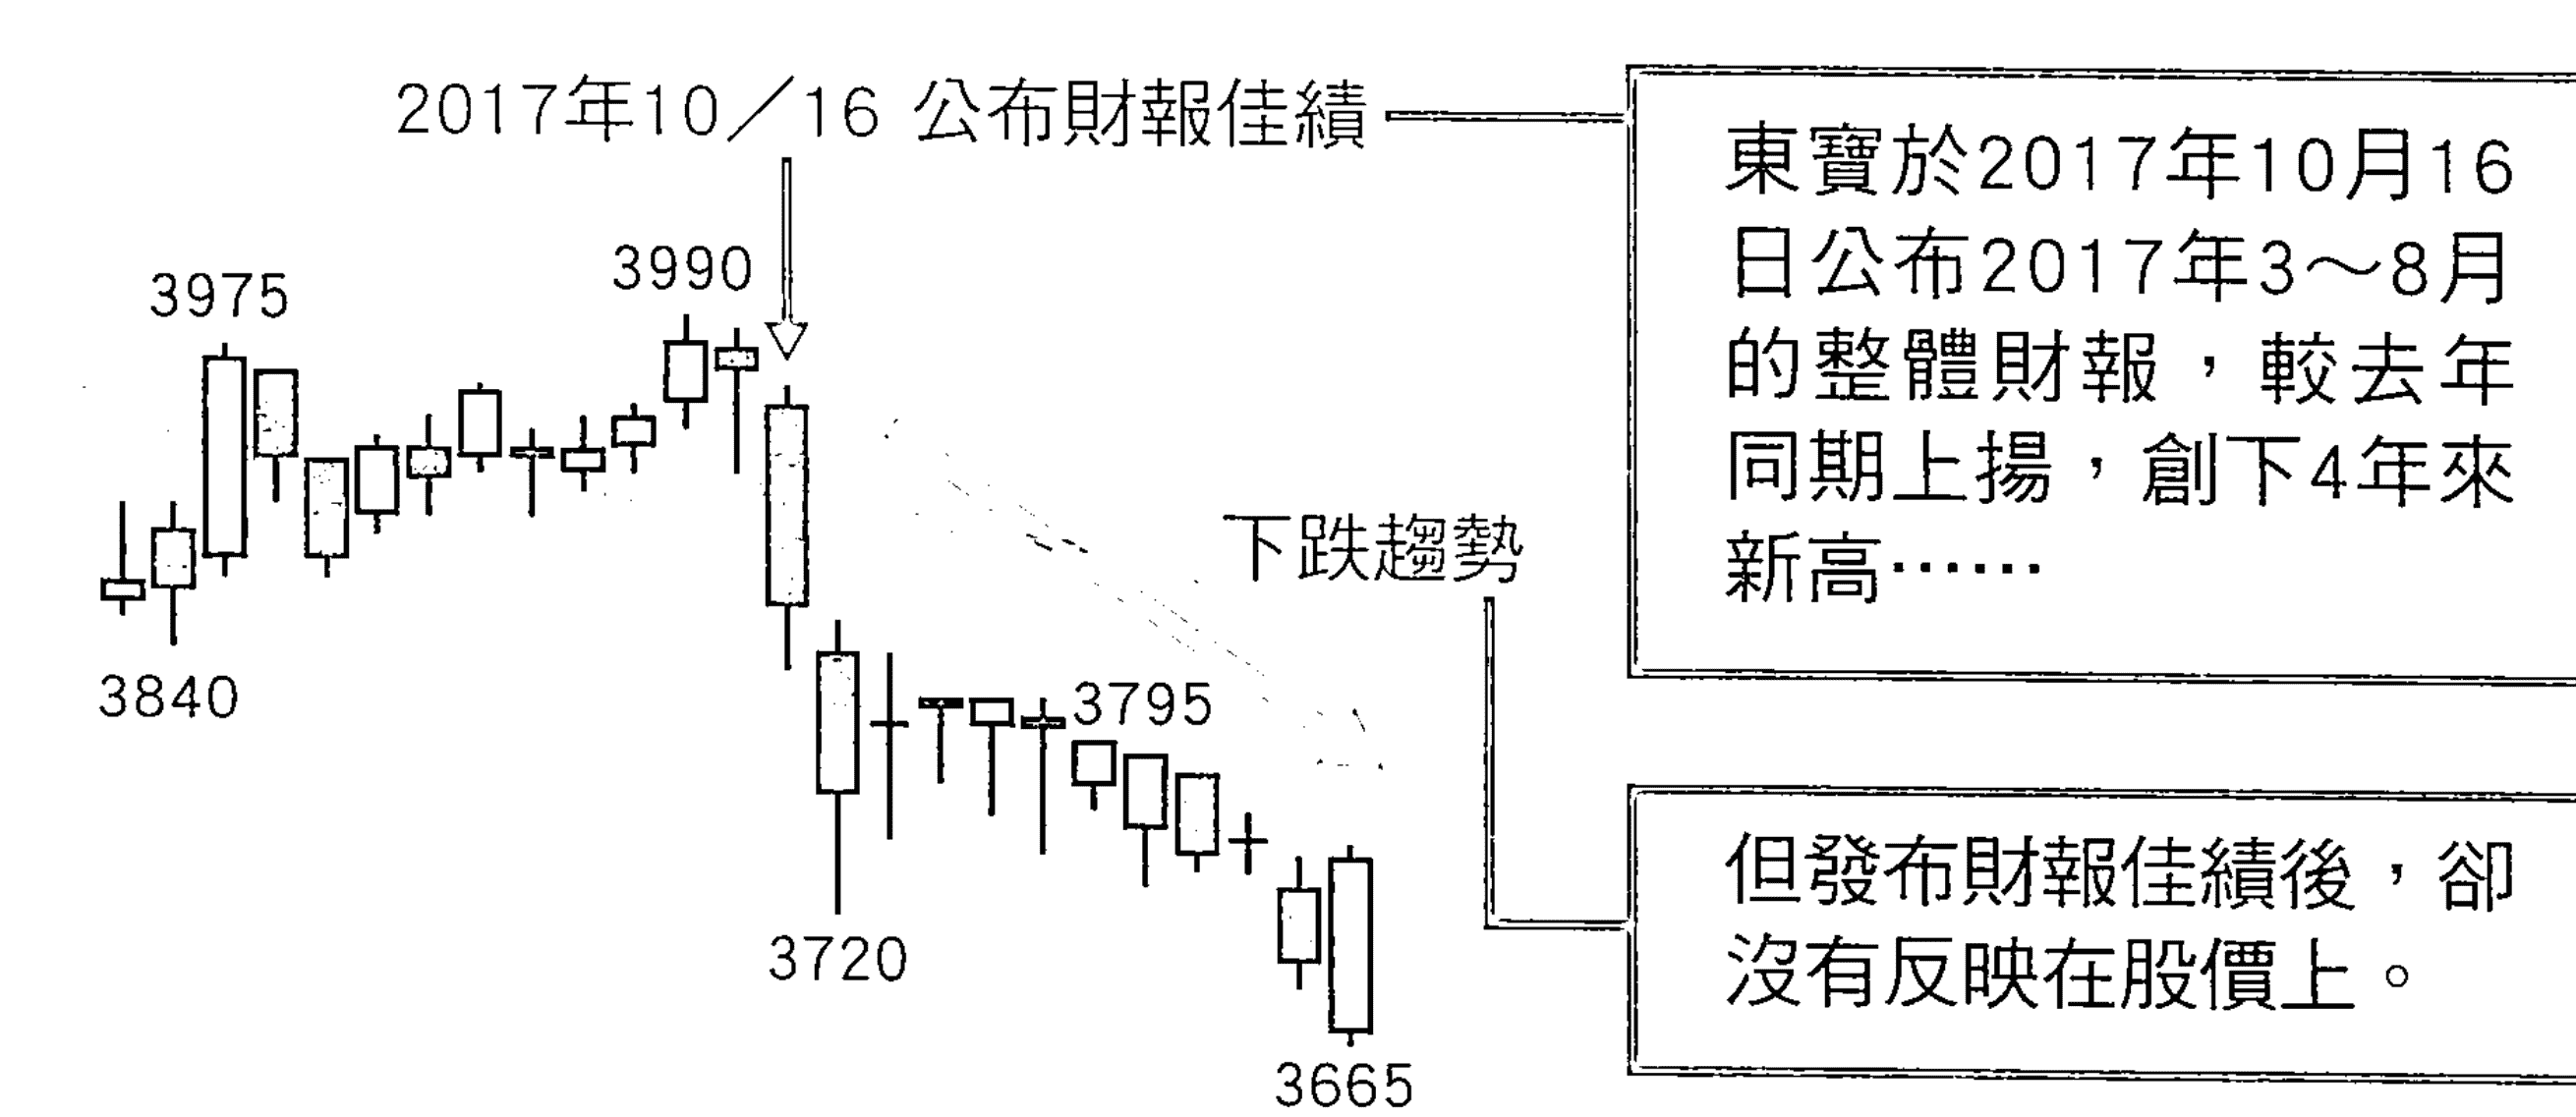 2017年10／16 公布財報佳績
3975
3990
3840
3720
3795
3665
下跌趨勢
東寶於2017年10月16
日公布2017年3～8月
的整體財報，較去年
同期上揚，創下4年來
新高……
但發布財報佳績後，卻
沒有反映在股價上。